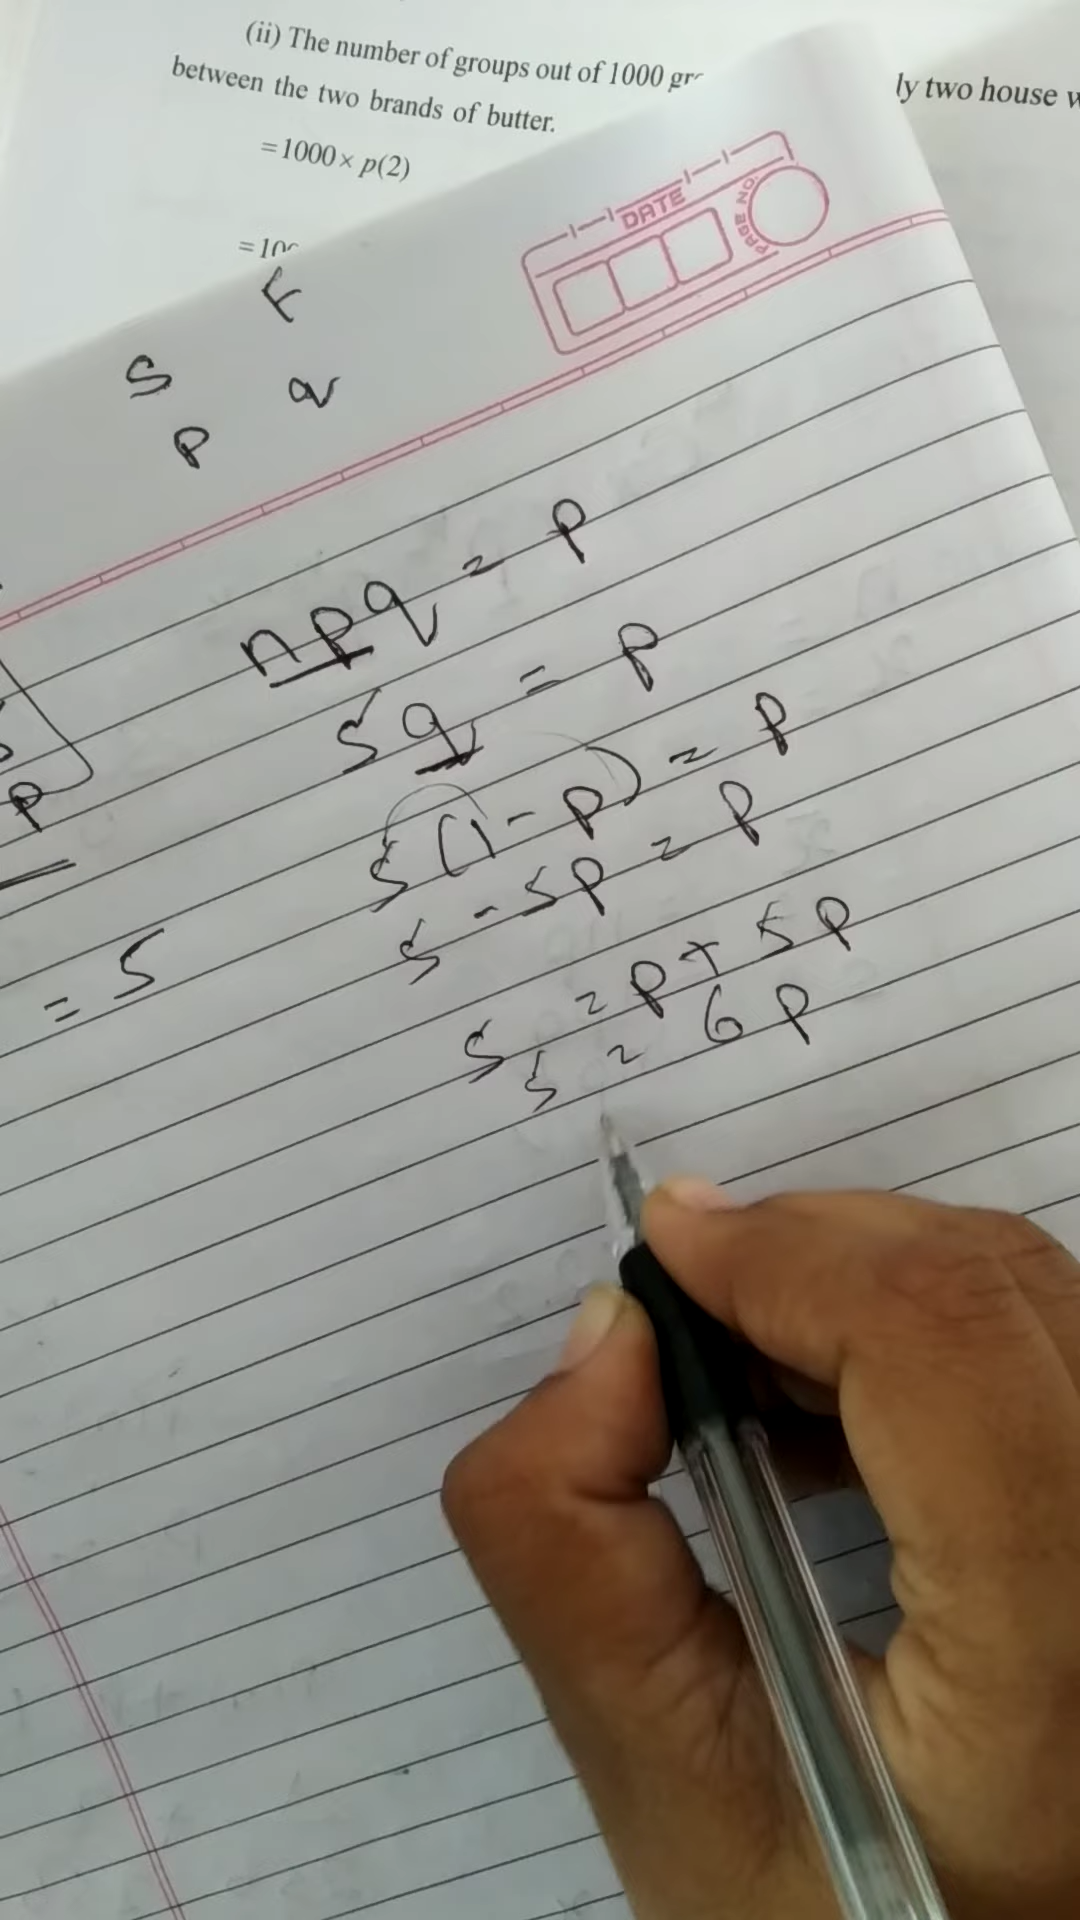 (ii) The number of groups out of 1000
ly two house
between the two brands of butter.
= 1000 × p(2)
DATE
PAGE NO.
S F
P q
npq = P
5q = P
5(1 - P) = P
5 - 5P = P
= 5
5 = P + 5P
5 = 6P
P